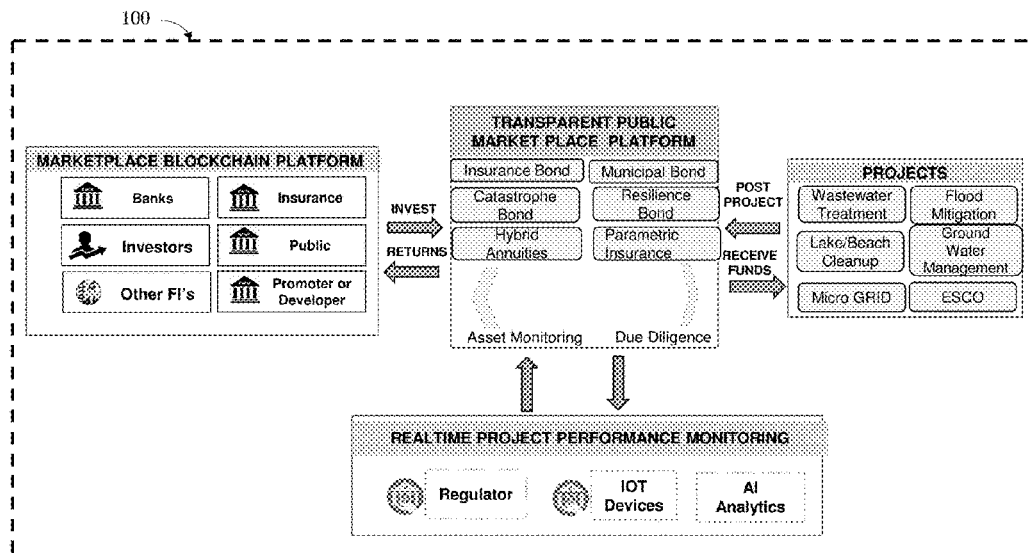 100
MARKETPLACE BLOCKCHAIN PLATFORM
Banks
Insurance
Investors
Public
Other FI's
Promoter or
Developer
INVEST
RETURNS
TRANSPARENT PUBLIC
MARKET PLACE PLATFORM
Insurance Bond
Municipal Bond
Catastrophe
Bond
Resilience
Bond
Hybrid
Annuities
Parametric
Insurance
Asset Monitoring
Due Diligence
POST
PROJECT
RECEIVE
FUNDS
PROJECTS
Wastewater
Treatment
Flood
Mitigation
Lake/Beach
Cleanup
Ground
Water
Management
Micro GRID
ESCO
REALTIME PROJECT PERFORMANCE MONITORING
Regulator
IOT
Devices
AI
Analytics